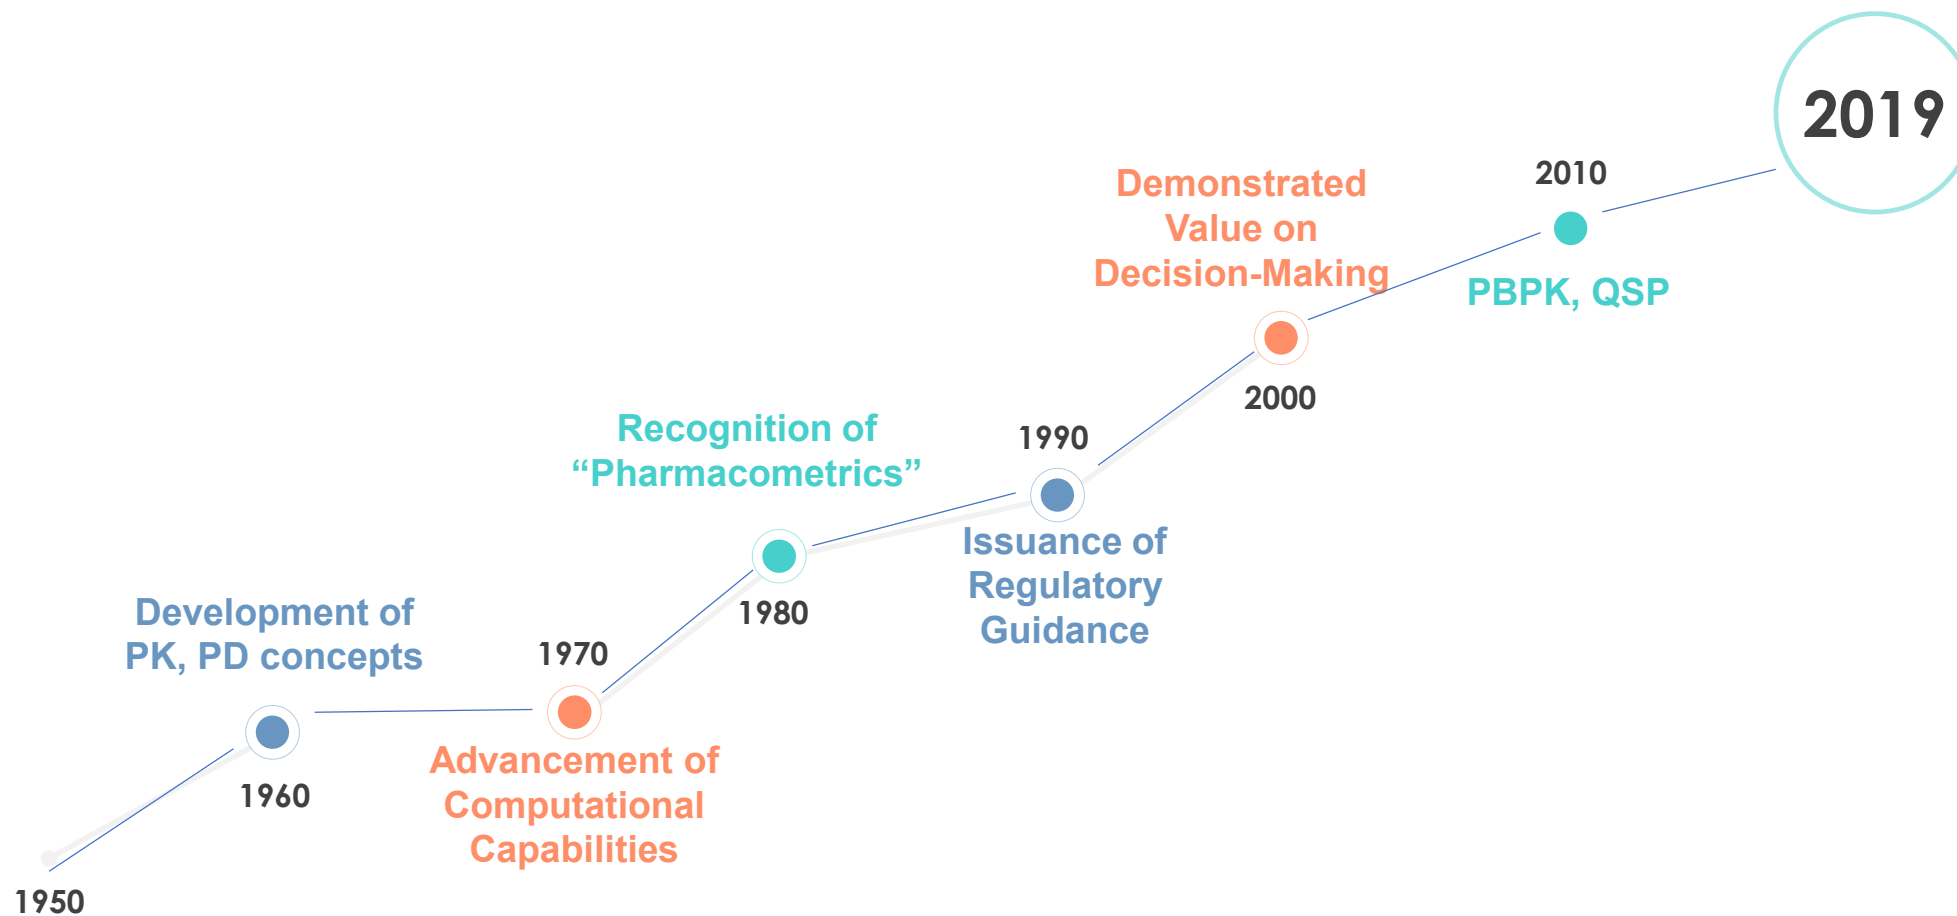 1950
Development of
PK, PD concepts
1960
1970
Advancement of
Computational
Capabilities
Recognition of
“Pharmacometrics”
1980
1990
Issuance of
Regulatory
Guidance
Demonstrated
Value on
Decision-Making
2000
2010
PBPK, QSP
2019